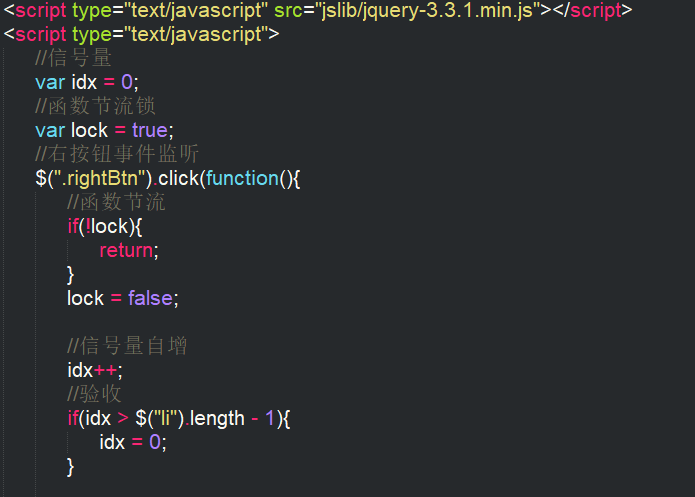 <script type="text/javascript" src="jslib/jquery-3.3.1.min.js"></script>
<script type="text/javascript">
//信号量
var idx = 0;
//函数节流锁
var lock = true;
//右按钮事件监听
$(".rightBtn").click(function(){
//函数节流
if(!lock){
return;
}
lock = false;
//信号量自增
idx++;
//验收
if(idx > $("li").length - 1){
idx = 0;
}